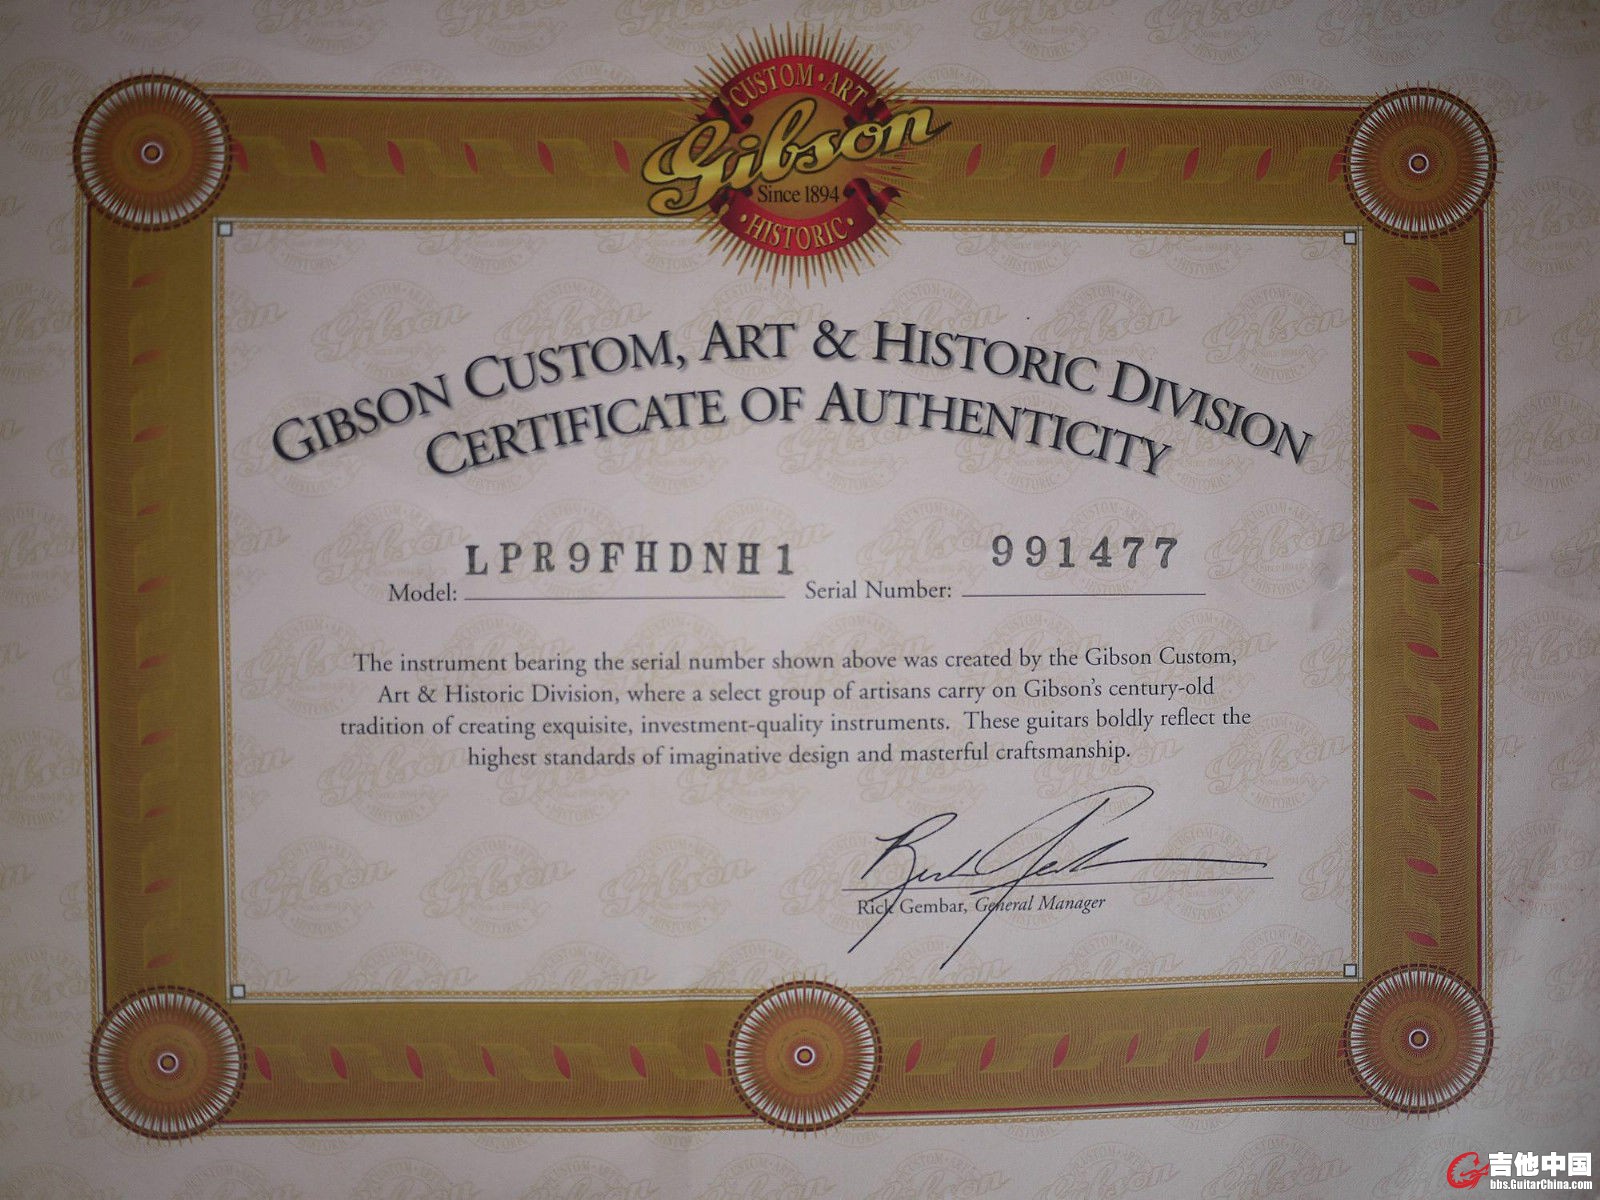 CUSTOM • ART
Gibson
Since 1894
• HISTORIC •
GIBSON CUSTOM, ART & HISTORIC DIVISION
CERTIFICATE OF AUTHENTICITY
Model: LPR9FHDNH1 Serial Number: 991477
The instrument bearing the serial number shown above was created by the Gibson Custom,
Art & Historic Division, where a select group of artisans carry on Gibson's century-old
tradition of creating exquisite, investment-quality instruments. These guitars boldly reflect the
highest standards of imaginative design and masterful craftsmanship.
Rick Gembar, General Manager
吉他中国
bbs.GuitarChina.com